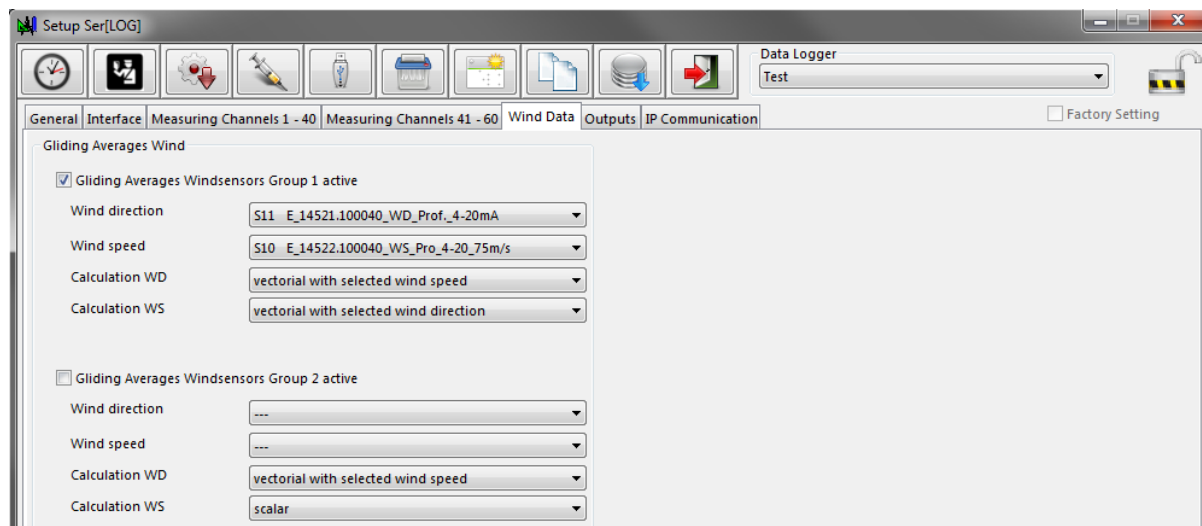 Setup Ser[LOG]
Data Logger
Test
General Interface Measuring Channels 1 - 40 Measuring Channels 41 - 60 Wind Data Outputs IP Communication Factory Setting
Gliding Averages Wind
Gliding Averages Windsensors Group 1 active
Wind direction S11 E_14521.100040_WD_Prof._4-20mA
Wind speed S10 E_14522.100040_WS_Pro_4-20_75m/s
Calculation WD vectorial with selected wind speed
Calculation WS vectorial with selected wind direction
Gliding Averages Windsensors Group 2 active
Wind direction ---
Wind speed ---
Calculation WD vectorial with selected wind speed
Calculation WS scalar